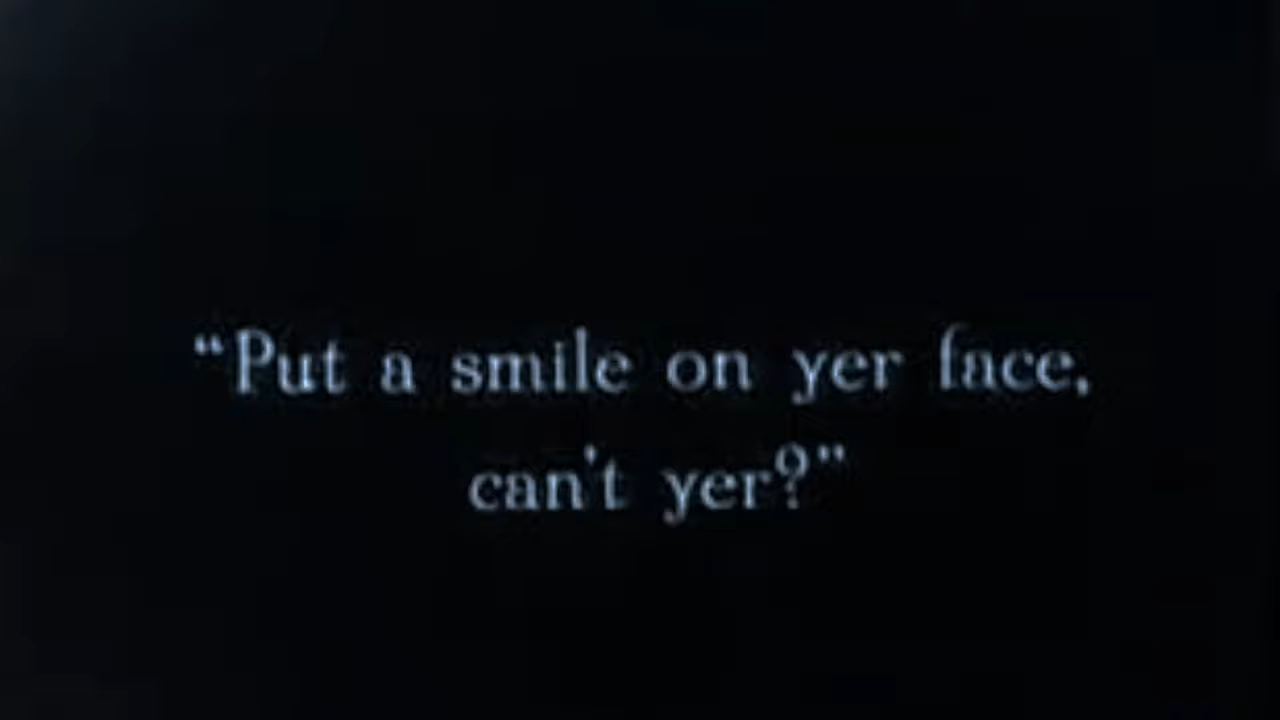 “Put a smile on yer face,
can't yer?”